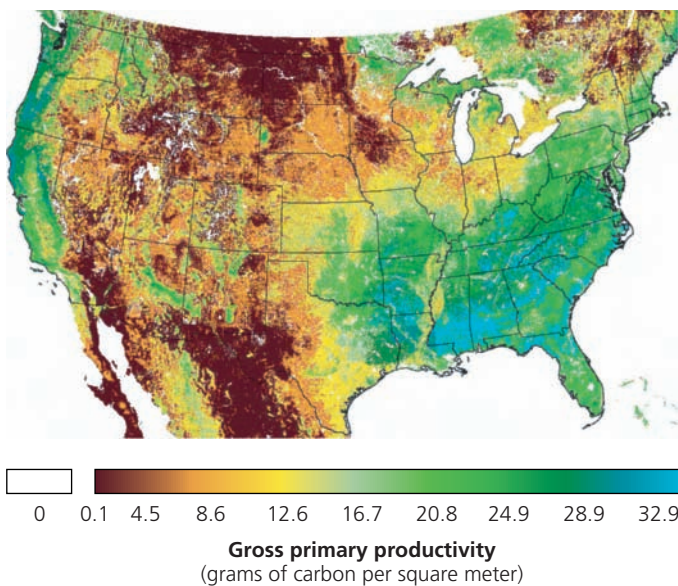 0 0.1 4.5 8.6 12.6 16.7 20.8 24.9 28.9 32.9
Gross primary productivity
(grams of carbon per square meter)